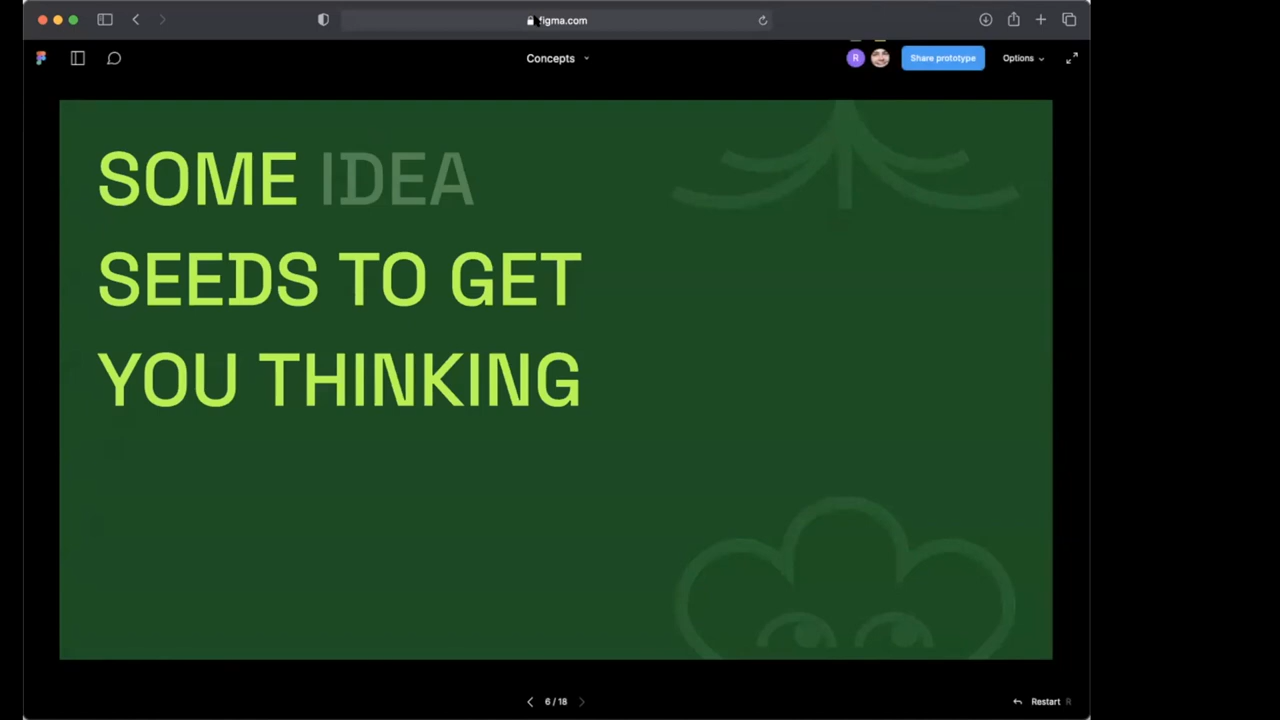 figma.com
Concepts
R
Share prototype
Options
SOME IDEA
SEEDS TO GET
YOU THINKING
6 / 18
Restart R